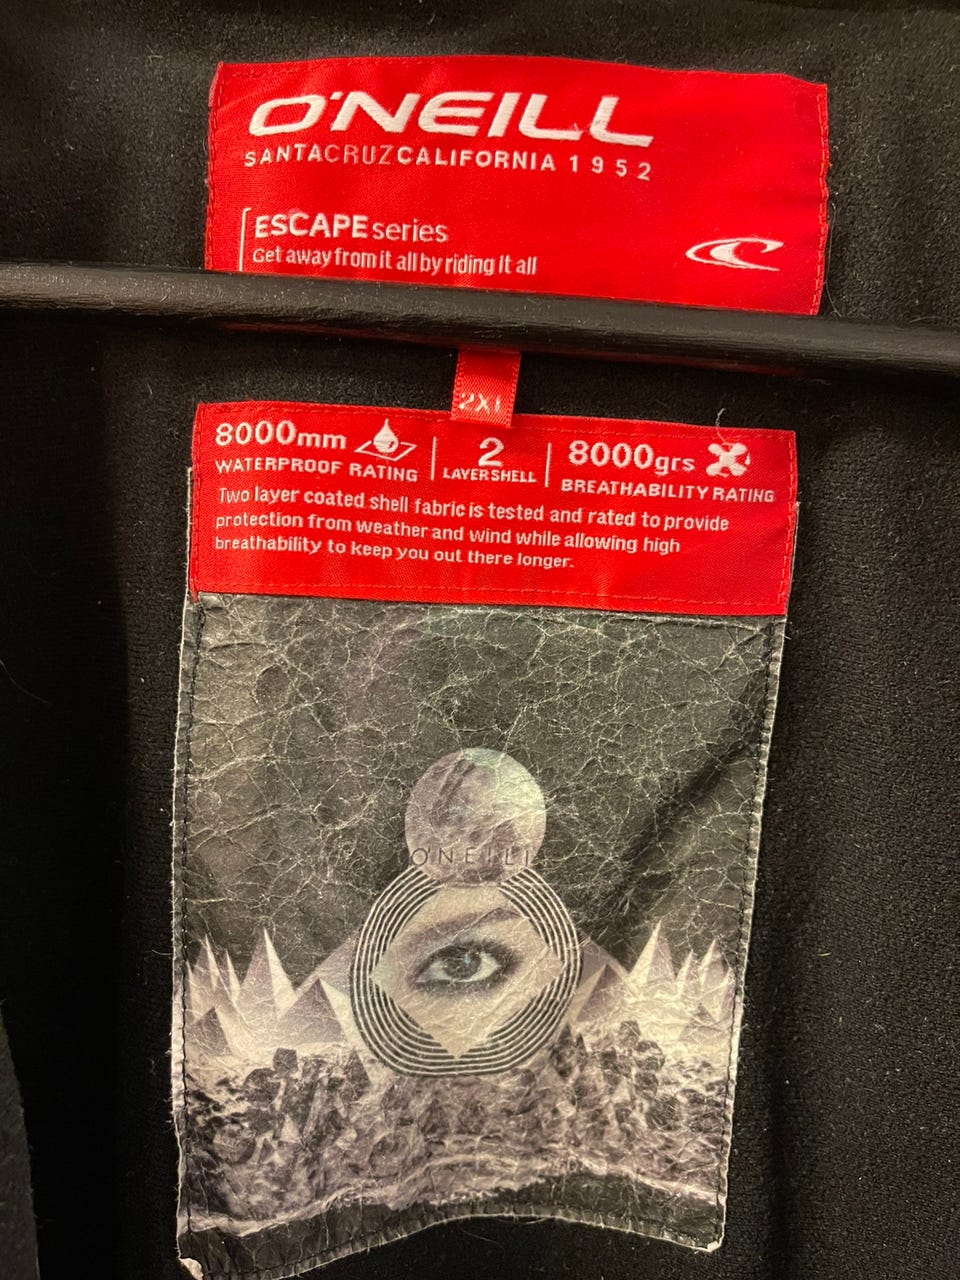 O'NEILL
SANTACRUZCALIFORNIA 1952
ESCAPE series
Get away from it all by riding it all
2XL
8000mm
WATERPROOF RATING
2
LAYERSHELL
8000grs
BREATHABILITY RATING
Two layer coated shell fabric is tested and rated to provide
protection from weather and wind while allowing high
breathability to keep you out there longer.
O'NEILL